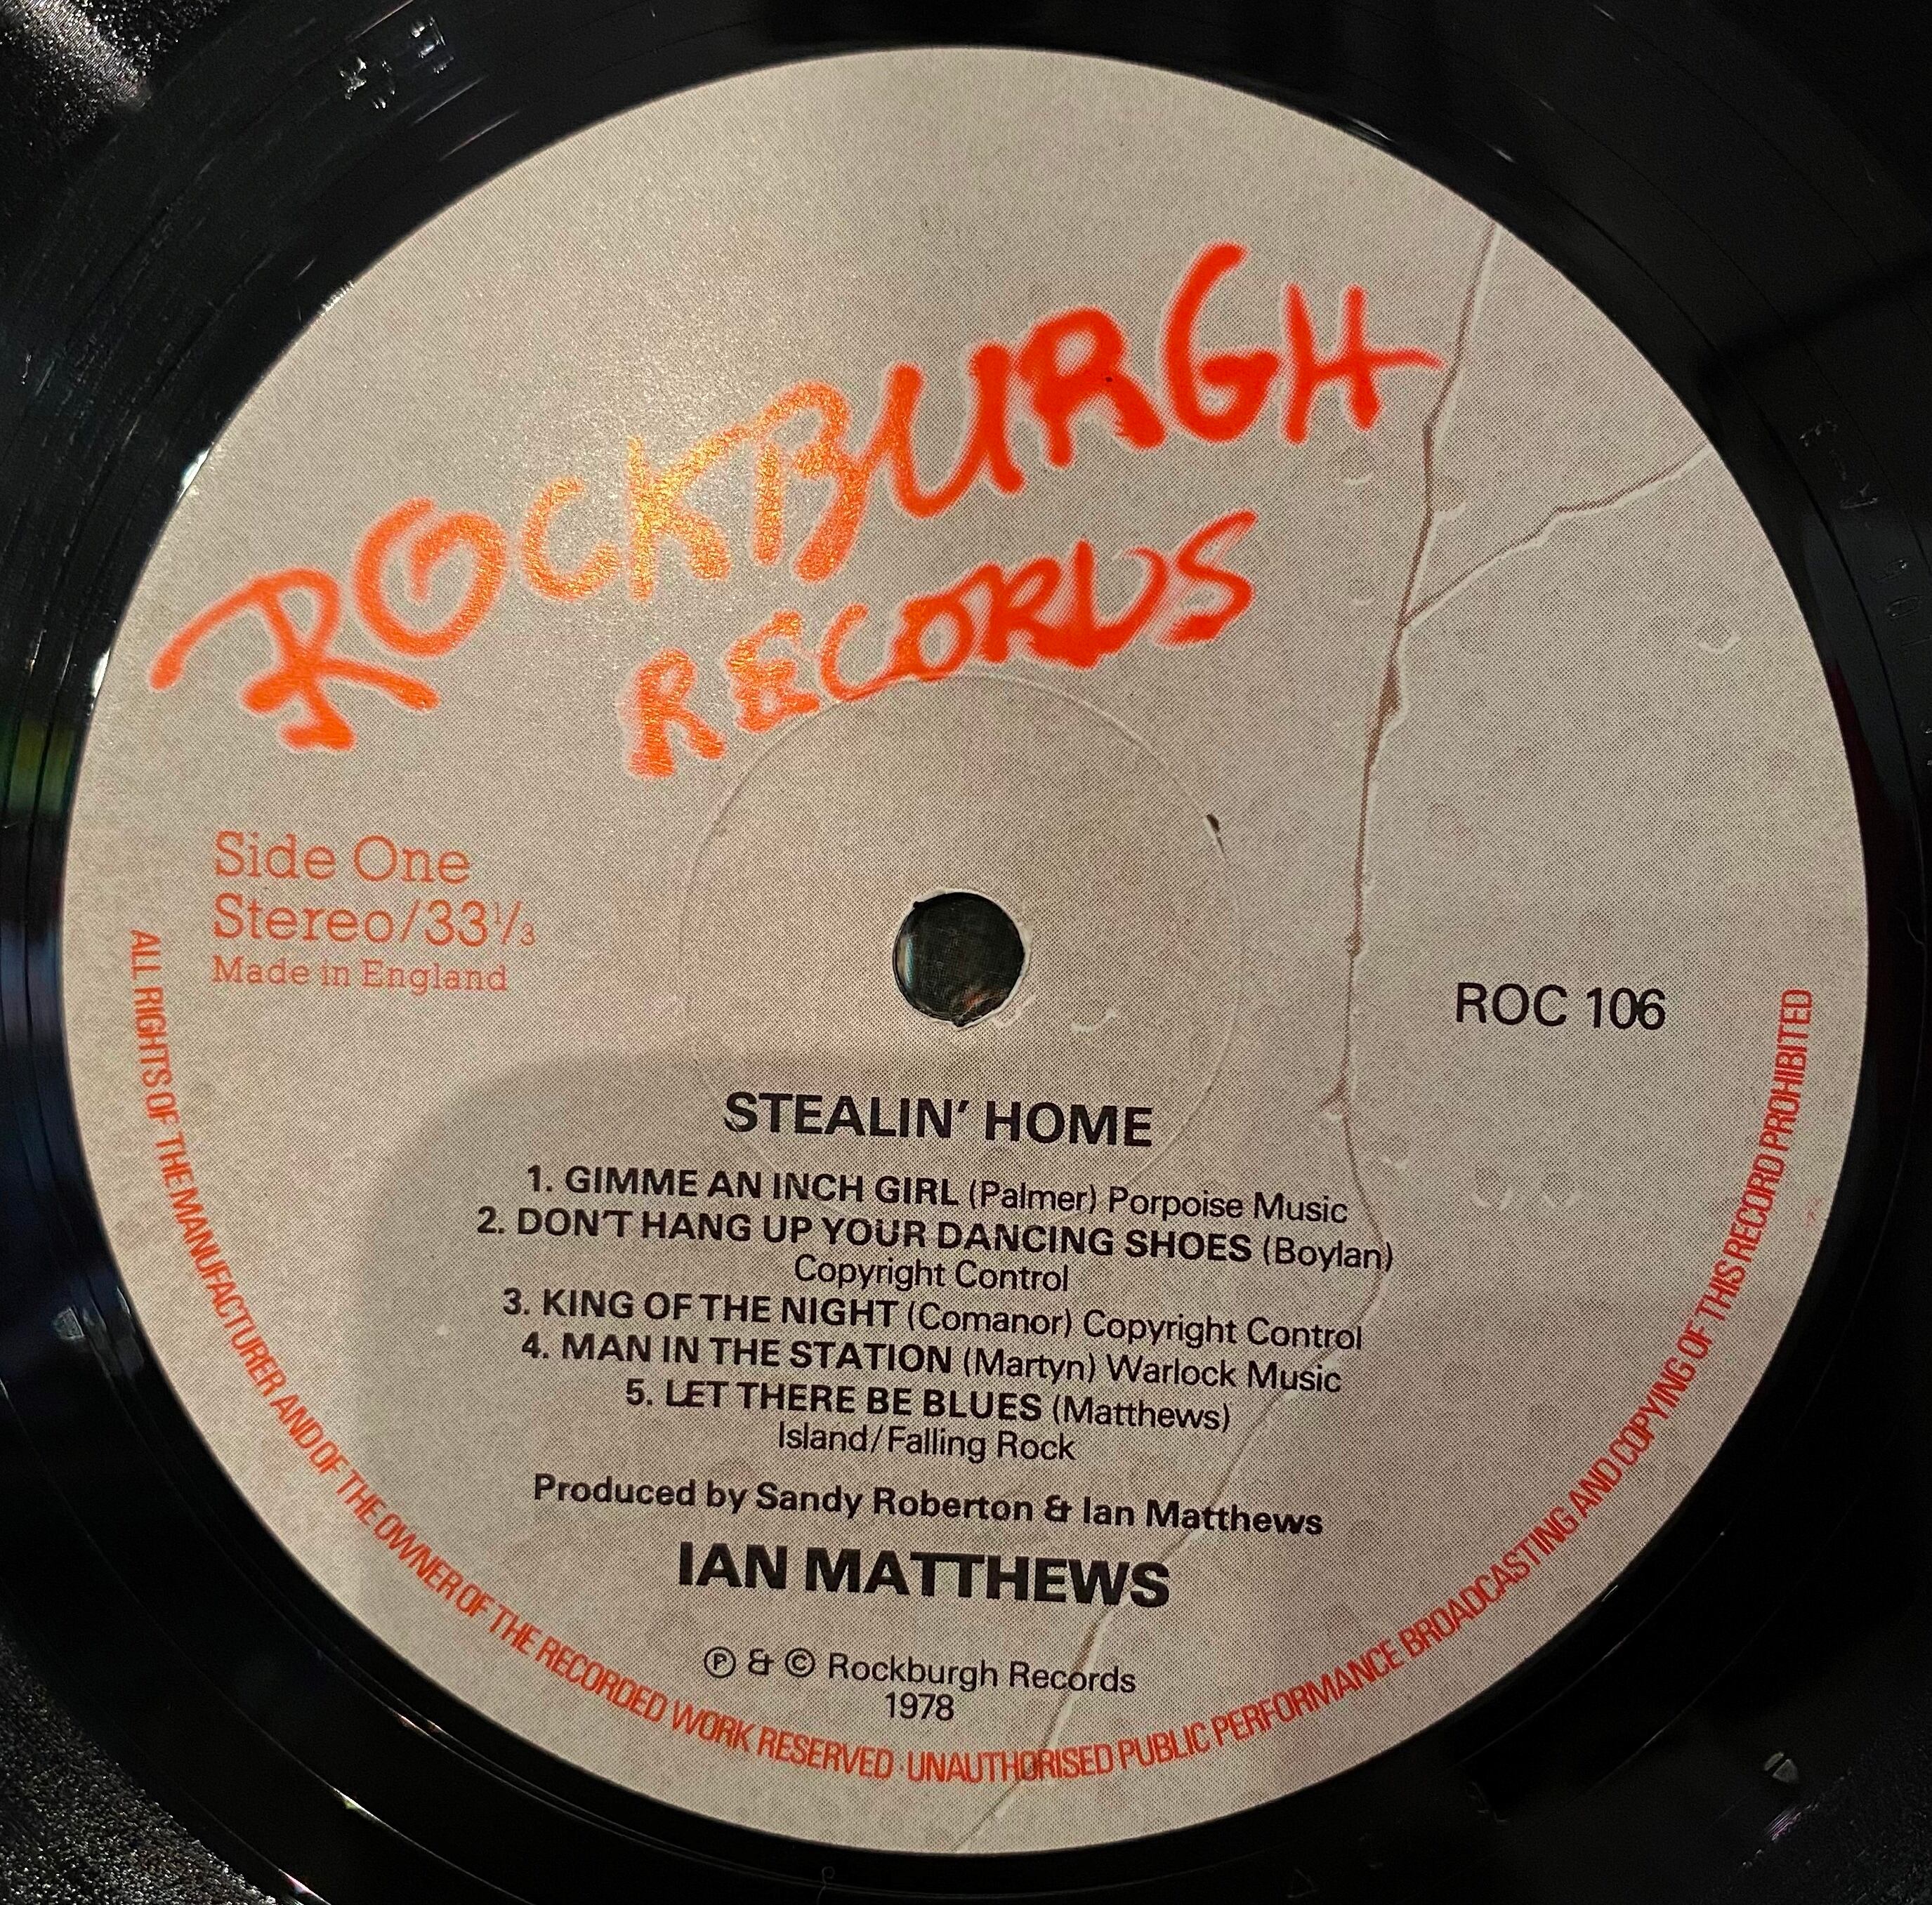 ROCKBURGH
RECORDS
Side One
Stereo/33⅓
Made in England
ROC 106
STEALIN' HOME
1. GIMME AN INCH GIRL (Palmer) Porpoise Music
2. DON'T HANG UP YOUR DANCING SHOES (Boylan)
Copyright Control
3. KING OF THE NIGHT (Comanor) Copyright Control
4. MAN IN THE STATION (Martyn) Warlock Music
5. LET THERE BE BLUES (Matthews)
Island/Falling Rock
Produced by Sandy Roberton & Ian Matthews
IAN MATTHEWS
℗ & © Rockburgh Records
1978
ALL RIGHTS OF THE MANUFACTURER AND OF THE OWNER OF THE RECORDED WORK RESERVED · UNAUTHORISED PUBLIC PERFORMANCE BROADCASTING AND COPYING OF THIS RECORD PROHIBITED